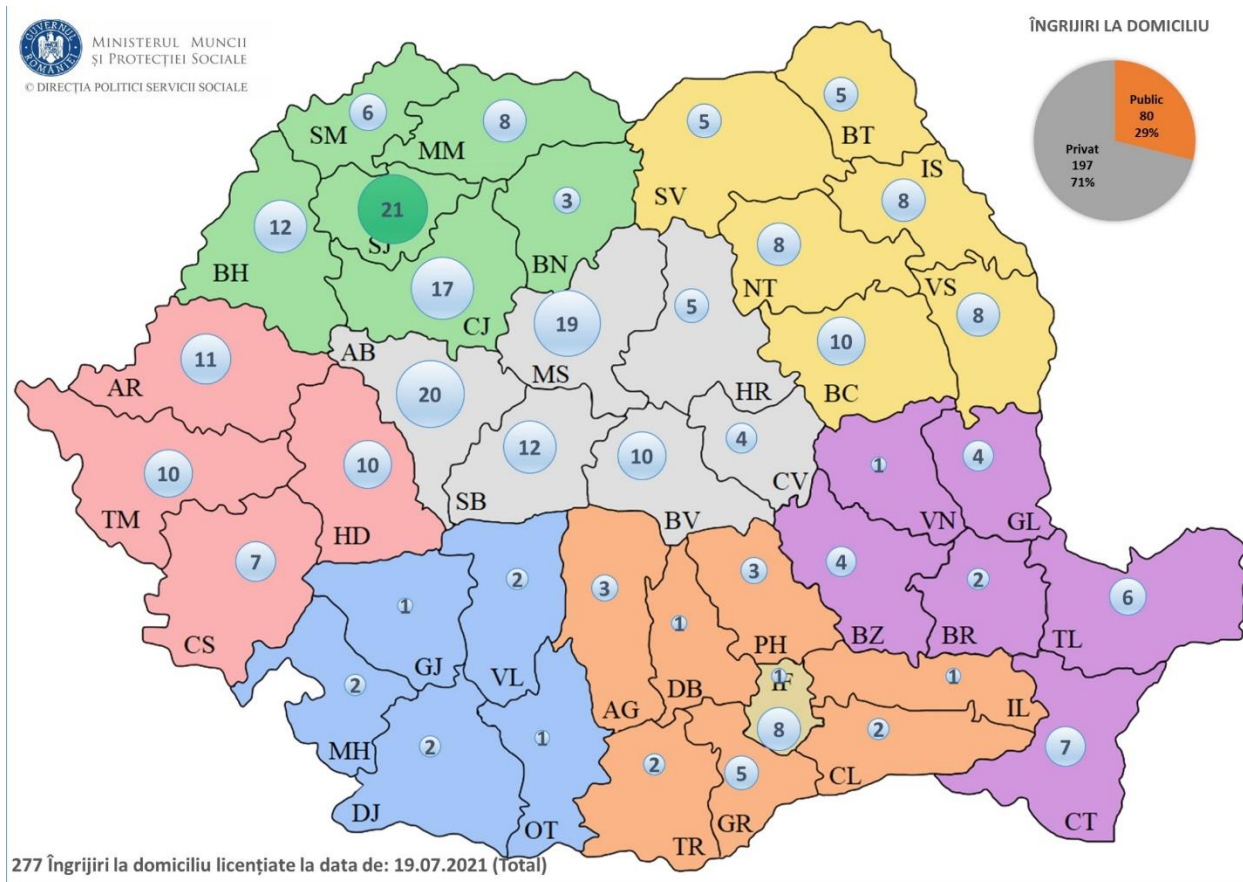 GUVERNUL ROMÂNIEI
MINISTERUL MUNCII
ȘI PROTECȚIEI SOCIALE
© DIRECȚIA POLITICI SERVICII SOCIALE
ÎNGRIJIRI LA DOMICILIU
Public
80
29%
Privat
197
71%
6
SM
8
MM
5
SV
5
BT
IS
8
21
SJ
3
BN
12
BH
17
CJ
8
NT
VS
8
19
MS
5
HR
10
BC
11
AR
AB
20
12
SB
10
BV
4
CV
1
VN
4
GL
10
TM
10
HD
7
CS
1
GJ
2
VL
3
AG
1
DB
3
PH
4
BZ
2
BR
6
TL
2
MH
2
DJ
1
OT
2
TR
5
GR
1
IF
8
1
IL
2
CL
7
CT
277 Îngrijiri la domiciliu licențiate la data de: 19.07.2021 (Total)